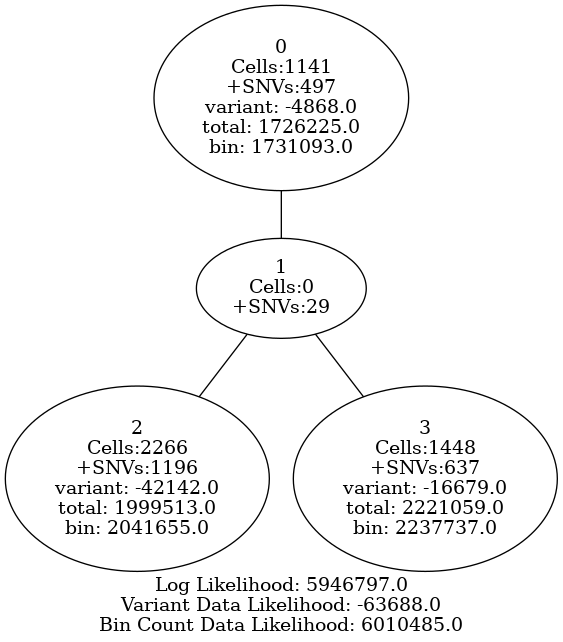 0
Cells:1141
+SNVs:497
variant: -4868.0
total: 1726225.0
bin: 1731093.0
1
Cells:0
+SNVs:29
2
Cells:2266
+SNVs:1196
variant: -42142.0
total: 1999513.0
bin: 2041655.0
3
Cells:1448
+SNVs:637
variant: -16679.0
total: 2221059.0
bin: 2237737.0
Log Likelihood: 5946797.0
Variant Data Likelihood: -63688.0
Bin Count Data Likelihood: 6010485.0